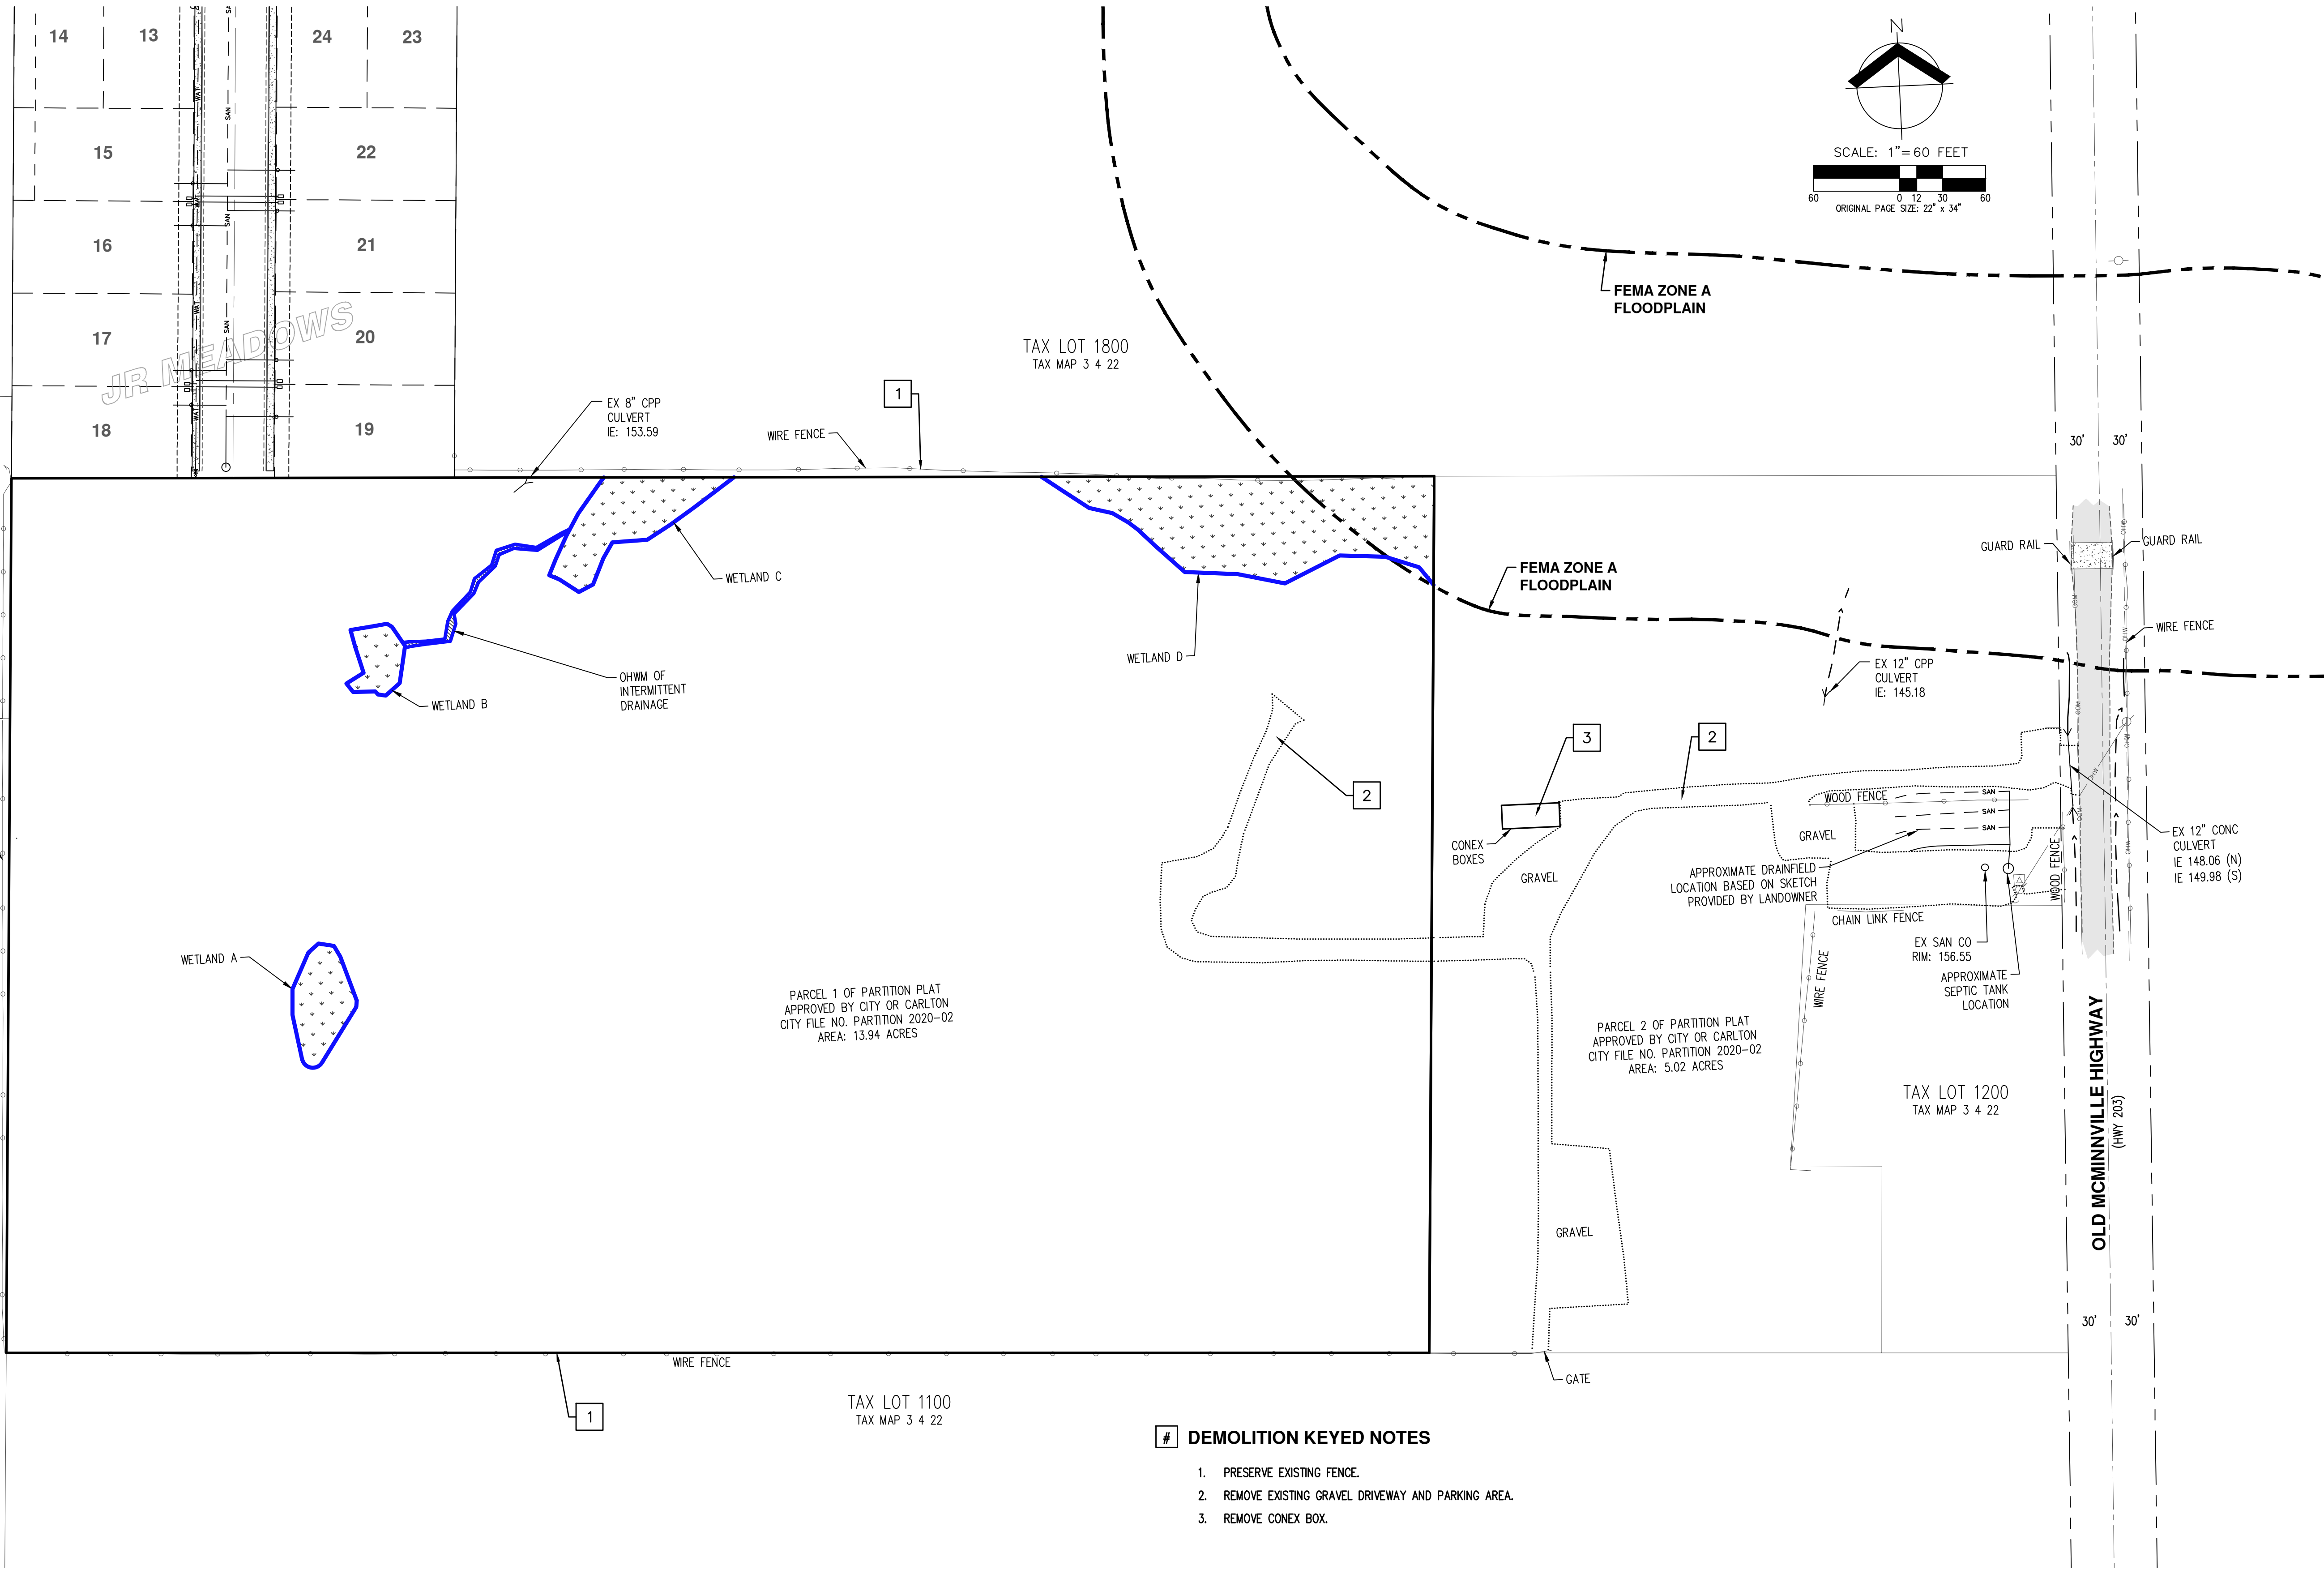 14
13
24
23
N
SCALE: 1"=60 FEET
60
0
12
30
60
ORIGINAL PAGE SIZE: 22" x 34"
15
22
WAT
SAN
SAN
16
21
FEMA ZONE A
FLOODPLAIN
17
20
WAT
SAN
JR MEADOWS
TAX LOT 1800
TAX MAP 3 4 22
18
19
WAT
EX 8" CPP
CULVERT
IE: 153.59
1
WIRE FENCE
30'
30'
GUARD RAIL
GUARD RAIL
WETLAND C
FEMA ZONE A
FLOODPLAIN
WIRE FENCE
WETLAND D
EX 12" CPP
CULVERT
IE: 145.18
OHWM OF
INTERMITTENT
DRAINAGE
WETLAND B
3
2
2
WOOD FENCE
SAN
SAN
SAN
GRAVEL
CONEX
BOXES
EX 12" CONC
CULVERT
IE 148.06 (N)
IE 149.98 (S)
WOOD FENCE
GRAVEL
APPROXIMATE DRAINFIELD
LOCATION BASED ON SKETCH
PROVIDED BY LANDOWNER
CHAIN LINK FENCE
EX SAN CO
RIM: 156.55
APPROXIMATE
SEPTIC TANK
LOCATION
WIRE FENCE
WETLAND A
PARCEL 1 OF PARTITION PLAT
APPROVED BY CITY OR CARLTON
CITY FILE NO. PARTITION 2020-02
AREA: 13.94 ACRES
PARCEL 2 OF PARTITION PLAT
APPROVED BY CITY OR CARLTON
CITY FILE NO. PARTITION 2020-02
AREA: 5.02 ACRES
TAX LOT 1200
TAX MAP 3 4 22
OLD MCMINNVILLE HIGHWAY
(HWY 203)
GRAVEL
30'
30'
WIRE FENCE
GATE
1
TAX LOT 1100
TAX MAP 3 4 22
# DEMOLITION KEYED NOTES
1. PRESERVE EXISTING FENCE.
2. REMOVE EXISTING GRAVEL DRIVEWAY AND PARKING AREA.
3. REMOVE CONEX BOX.